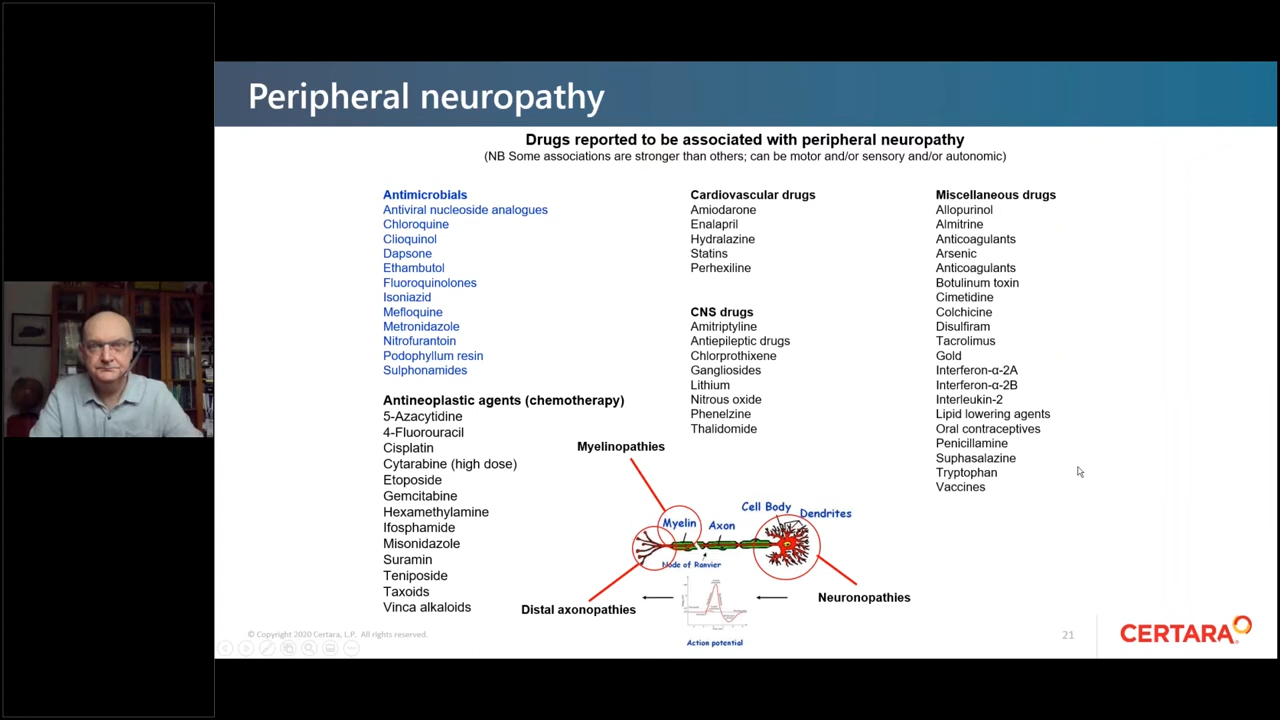 Peripheral neuropathy
Drugs reported to be associated with peripheral neuropathy
(NB Some associations are stronger than others; can be motor and/or sensory and/or autonomic)
Antimicrobials
Antiviral nucleoside analogues
Chloroquine
Clioquinol
Dapsone
Ethambutol
Fluoroquinolones
Isoniazid
Mefloquine
Metronidazole
Nitrofurantoin
Podophyllum resin
Sulphonamides
Antineoplastic agents (chemotherapy)
5-Azacytidine
4-Fluorouracil
Cisplatin
Cytarabine (high dose)
Etoposide
Gemcitabine
Hexamethylamine
Ifosphamide
Misonidazole
Suramin
Teniposide
Taxoids
Vinca alkaloids
Cardiovascular drugs
Amiodarone
Enalapril
Hydralazine
Statins
Perhexiline
CNS drugs
Amitriptyline
Antiepileptic drugs
Chlorprothixene
Gangliosides
Lithium
Nitrous oxide
Phenelzine
Thalidomide
Miscellaneous drugs
Allopurinol
Almitrine
Anticoagulants
Arsenic
Anticoagulants
Botulinum toxin
Cimetidine
Colchicine
Disulfiram
Tacrolimus
Gold
Interferon-α-2A
Interferon-α-2B
Interleukin-2
Lipid lowering agents
Oral contraceptives
Penicillamine
Suphasalazine
Tryptophan
Vaccines
Myelinopathies
Cell Body
Dendrites
Myelin
Axon
Node of Ranvier
Distal axonopathies
Neuronopathies
Action potential
© Copyright 2020 Certara, L.P. All rights reserved.
21
CERTARA